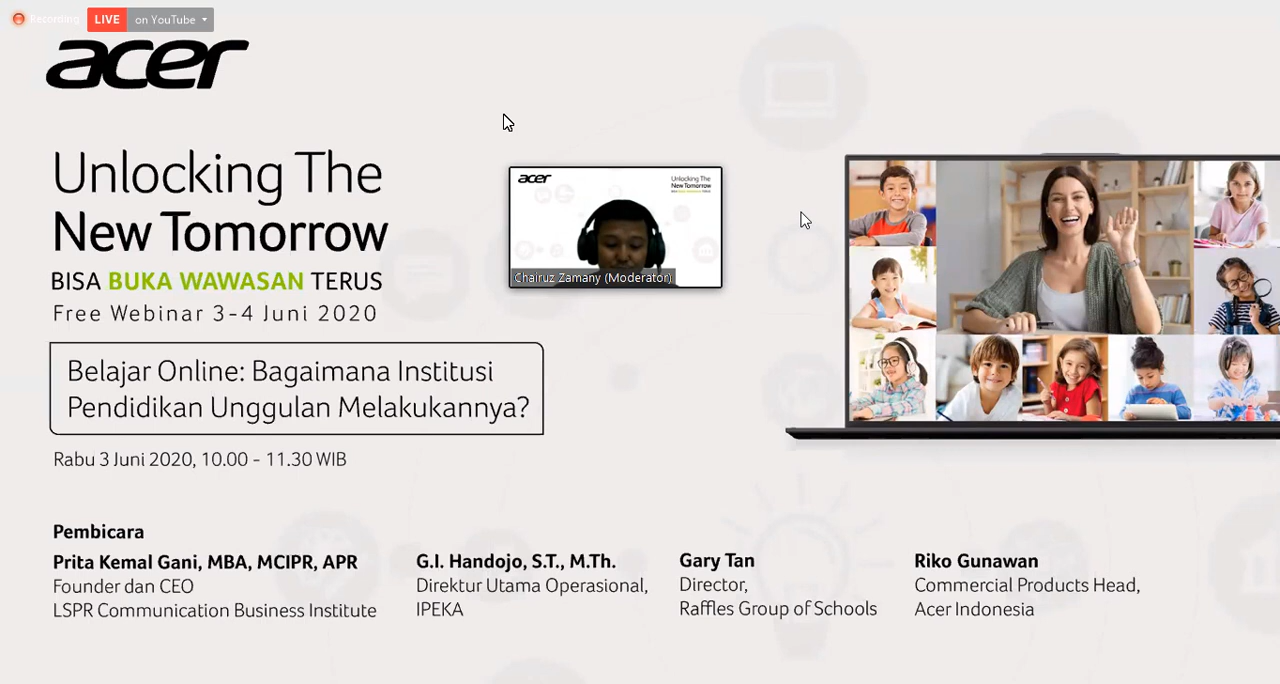 Recording
LIVE on YouTube
acer
Unlocking The
New Tomorrow
BISA BUKA WAWASAN TERUS
Free Webinar 3-4 Juni 2020
acer
Unlocking The
New Tomorrow
BISA BUKA WAWASAN TERUS
Chairuz Zamany (Moderator)
Belajar Online: Bagaimana Institusi
Pendidikan Unggulan Melakukannya?
Rabu 3 Juni 2020, 10.00 - 11.30 WIB
Pembicara
Prita Kemal Gani, MBA, MCIPR, APR
Founder dan CEO
LSPR Communication Business Institute
G.I. Handojo, S.T., M.Th.
Direktur Utama Operasional,
IPEKA
Gary Tan
Director,
Raffles Group of Schools
Riko Gunawan
Commercial Products Head,
Acer Indonesia